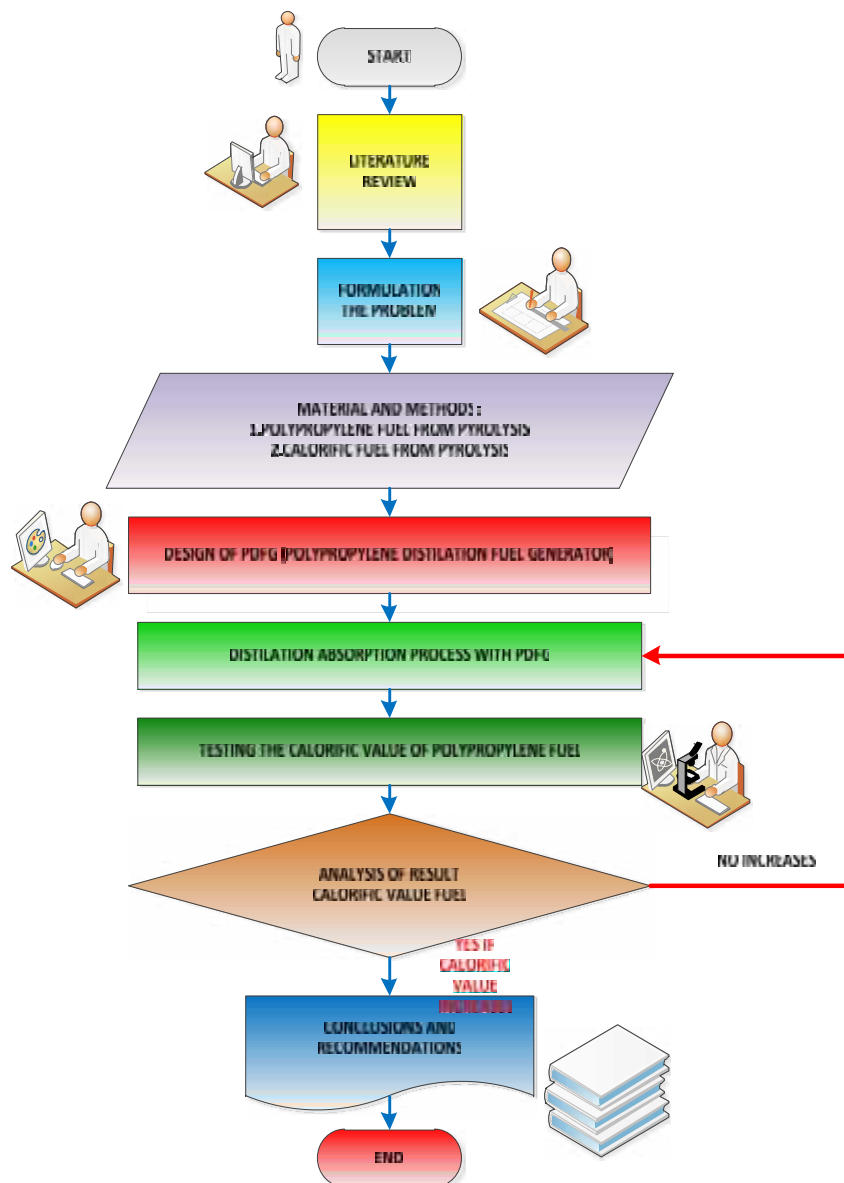 START
LITERATURE
REVIEW
FORMULATION
THE PROBLEM
MATERIAL AND METHODS :
1.POLYPROPYLENE FUEL FROM PYROLYSIS
2.CALORIFIC FUEL FROM PYROLYSIS
DESIGN OF PDFG (POLYPROPYLENE DISTILATION FUEL GENERATOR)
DISTILATION ABSORPTION PROCESS WITH PDFG
TESTING THE CALORIFIC VALUE OF POLYPROPYLENE FUEL
ANALYSIS OF RESULT
CALORIFIC VALUE FUEL
NO INCREASES
YES IF
CALORIFIC
VALUE
INCREASES
CONCLUSIONS AND
RECOMMENDATIONS
END